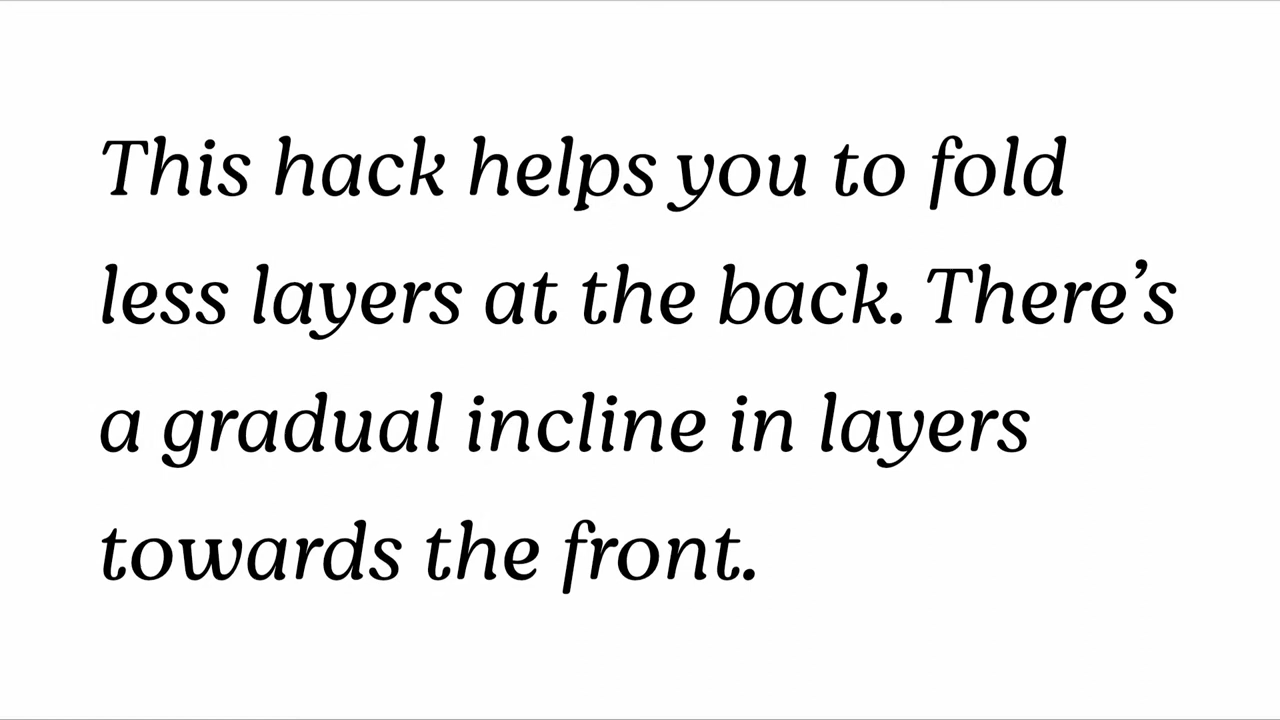 This hack helps you to fold
less layers at the back. There’s
a gradual incline in layers
towards the front.